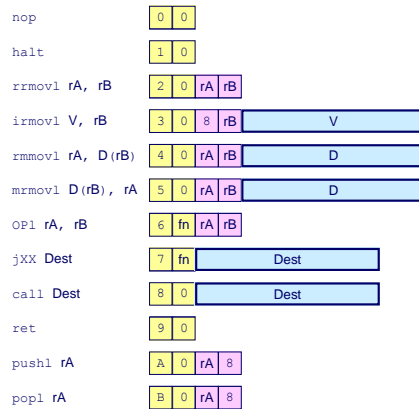 nop 0 0
halt 1 0
rrmovl rA, rB 2 0 rA rB
irmovl V, rB 3 0 8 rB V
rmmovl rA, D(rB) 4 0 rA rB D
mrmovl D(rB), rA 5 0 rA rB D
OPl rA, rB 6 fn rA rB
jXX Dest 7 fn Dest
call Dest 8 0 Dest
ret 9 0
pushl rA A 0 rA 8
popl rA B 0 rA 8